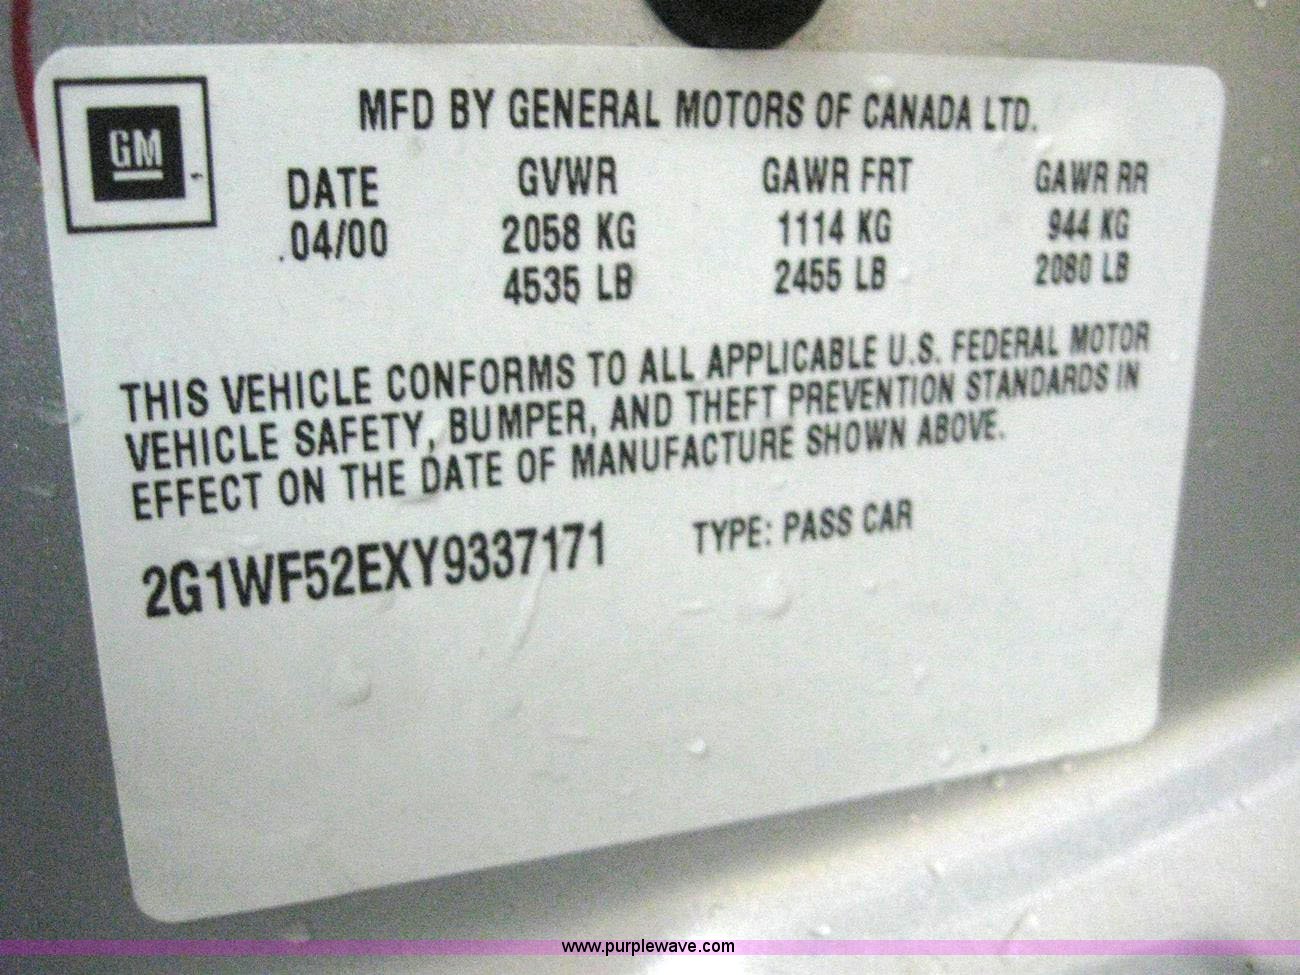 GM
MFD BY GENERAL MOTORS OF CANADA LTD.
DATE GVWR GAWR FRT GAWR RR
04/00 2058 KG 1114 KG 944 KG
4535 LB 2455 LB 2080 LB
THIS VEHICLE CONFORMS TO ALL APPLICABLE U.S. FEDERAL MOTOR
VEHICLE SAFETY, BUMPER, AND THEFT PREVENTION STANDARDS IN
EFFECT ON THE DATE OF MANUFACTURE SHOWN ABOVE.
2G1WF52EXY9337171 TYPE: PASS CAR
www.purplewave.com